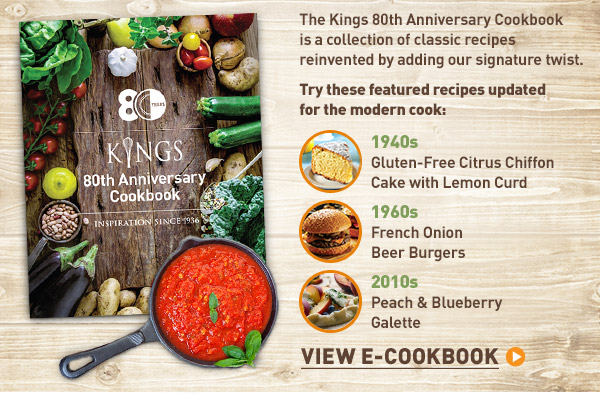 80 YEARS
KINGS
80th Anniversary
Cookbook
INSPIRATION SINCE 1936
The Kings 80th Anniversary Cookbook
is a collection of classic recipes
reinvented by adding our signature twist.
Try these featured recipes updated
for the modern cook:
1940s
Gluten-Free Citrus Chiffon
Cake with Lemon Curd
1960s
French Onion
Beer Burgers
2010s
Peach & Blueberry
Galette
VIEW E-COOKBOOK